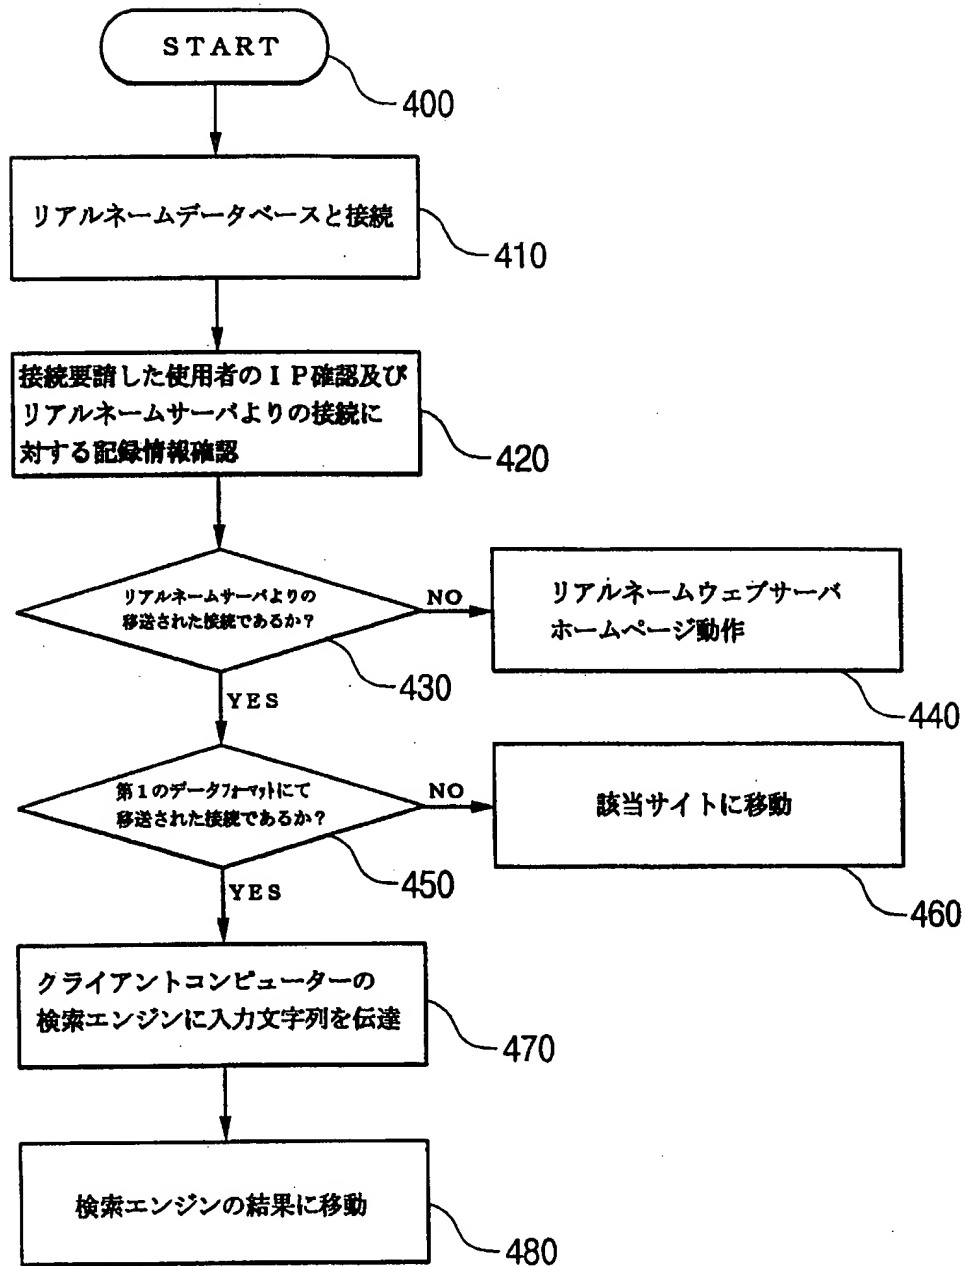 START
400
リアルネームデータベースと接続
410
接続要請した使用者のIP確認及び
リアルネームサーバよりの接続に
対する記録情報確認
420
リアルネームサーバよりの
移送された接続であるか?
NO
リアルネームウェブサーバ
ホームページ動作
430
YES
440
第1のデータフォーマットにて
移送された接続であるか?
NO
該当サイトに移動
450
YES
460
クライアントコンピューターの
検索エンジンに入力文字列を伝達
470
検索エンジンの結果に移動
480